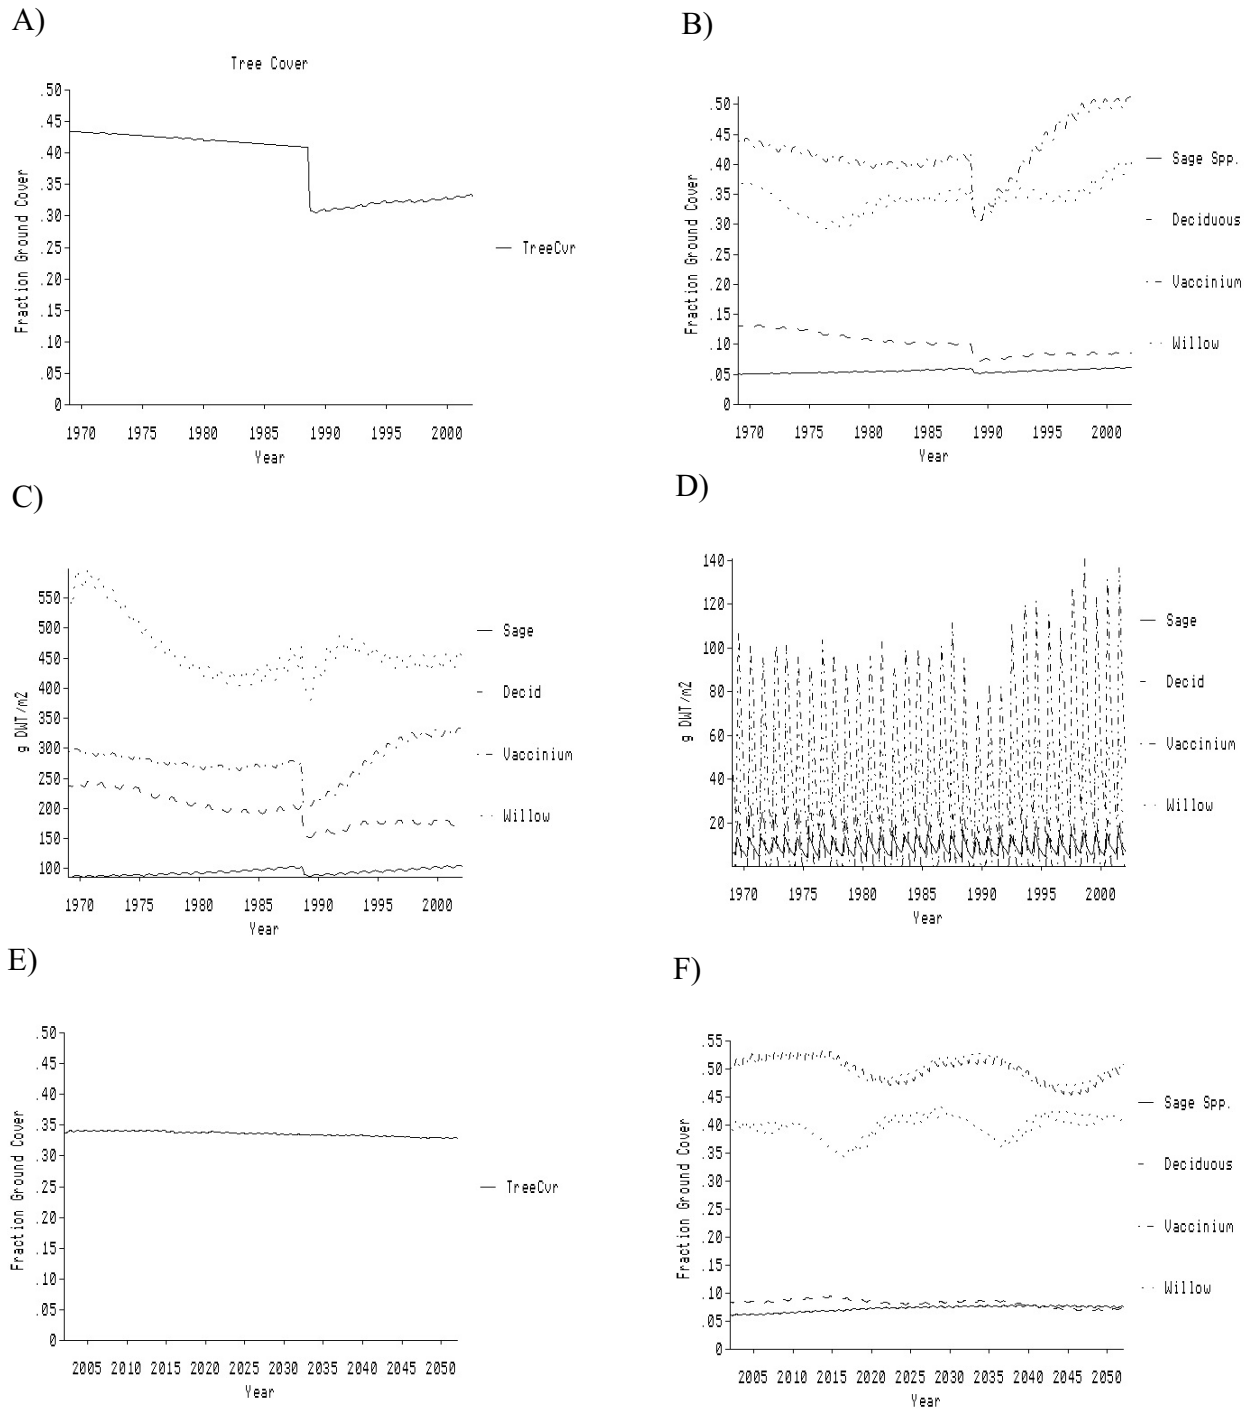 A)
Tree Cover
Fraction Ground Cover
.50
.45
.40
.35
.30
.25
.20
.15
.10
.05
0
1970 1975 1980 1985 1990 1995 2000
Year
TreeCvr
B)
Fraction Ground Cover
.50
.45
.40
.35
.30
.25
.20
.15
.10
.05
0
1970 1975 1980 1985 1990 1995 2000
Year
Sage Spp.
Deciduous
Vaccinium
Willow
C)
g DWT/m2
550
500
450
400
350
300
250
200
150
100
1970 1975 1980 1985 1990 1995 2000
Year
Sage
Decid
Vaccinium
Willow
D)
g DWT/m2
140
120
100
80
60
40
20
1970 1975 1980 1985 1990 1995 2000
Year
Sage
Decid
Vaccinium
Willow
E)
Fraction Ground Cover
.50
.45
.40
.35
.30
.25
.20
.15
.10
.05
0
2005 2010 2015 2020 2025 2030 2035 2040 2045 2050
Year
TreeCvr
F)
Fraction Ground Cover
.55
.50
.45
.40
.35
.30
.25
.20
.15
.10
.05
0
2005 2010 2015 2020 2025 2030 2035 2040 2045 2050
Year
Sage Spp.
Deciduous
Vaccinium
Willow